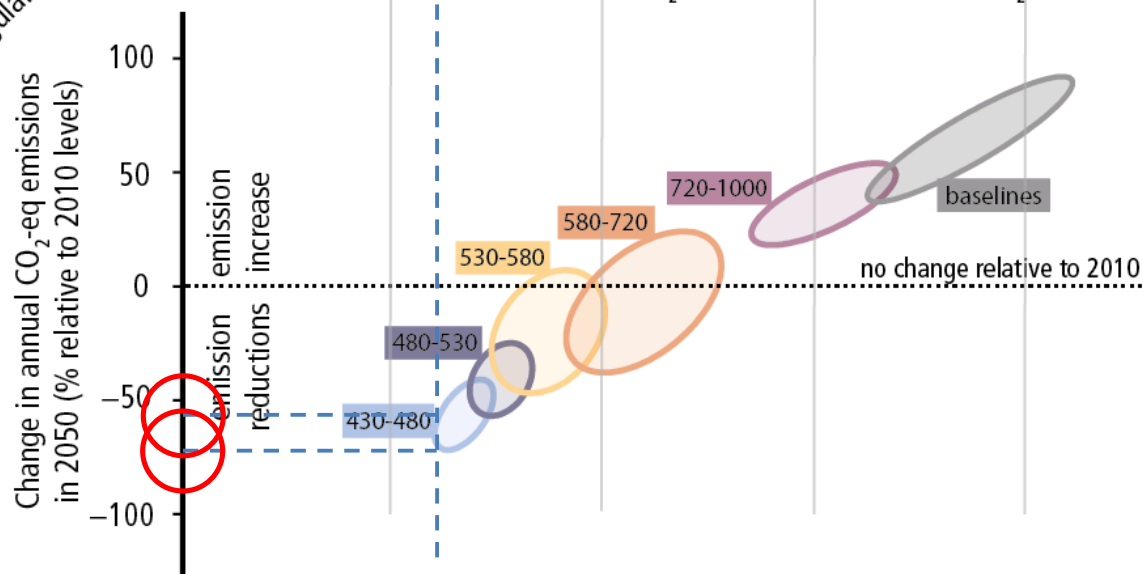 Change in annual CO₂-eq emissions
in 2050 (% relative to 2010 levels)
100
50
0
−50
−100
emission
increase
emission
reductions
720-1000
baselines
580-720
530-580
no change relative to 2010
480-530
430-480